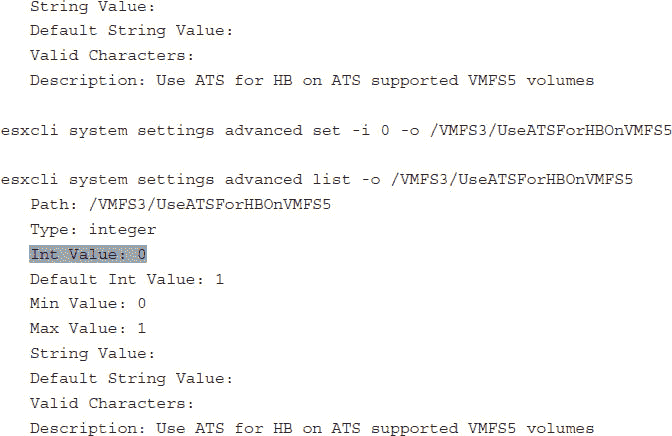 String Value:
Default String Value:
Valid Characters:
Description: Use ATS for HB on ATS supported VMFS5 volumes
esxcli system settings advanced set -i 0 -o /VMFS3/UseATSForHBOnVMFS5
esxcli system settings advanced list -o /VMFS3/UseATSForHBOnVMFS5
Path: /VMFS3/UseATSForHBOnVMFS5
Type: integer
Int Value: 0
Default Int Value: 1
Min Value: 0
Max Value: 1
String Value:
Default String Value:
Valid Characters:
Description: Use ATS for HB on ATS supported VMFS5 volumes